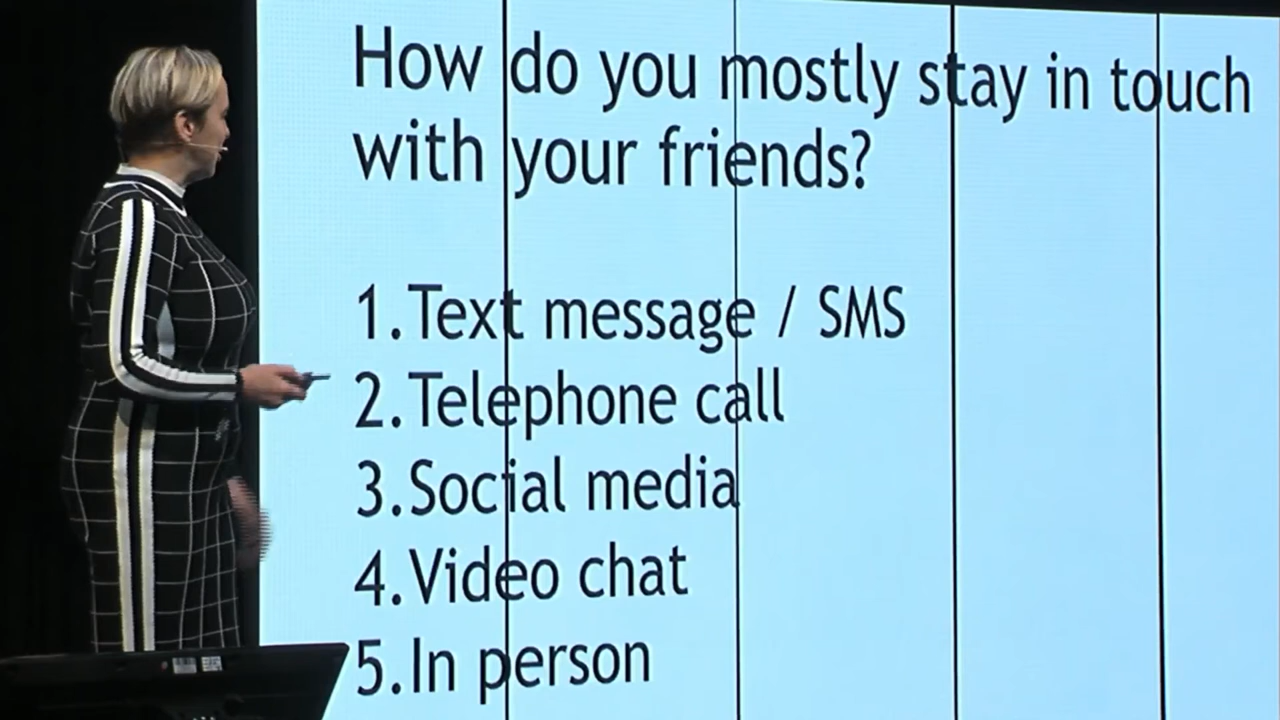 How do you mostly stay in touch
with your friends?
1.Text message / SMS
2.Telephone call
3.Social media
4.Video chat
5.In person